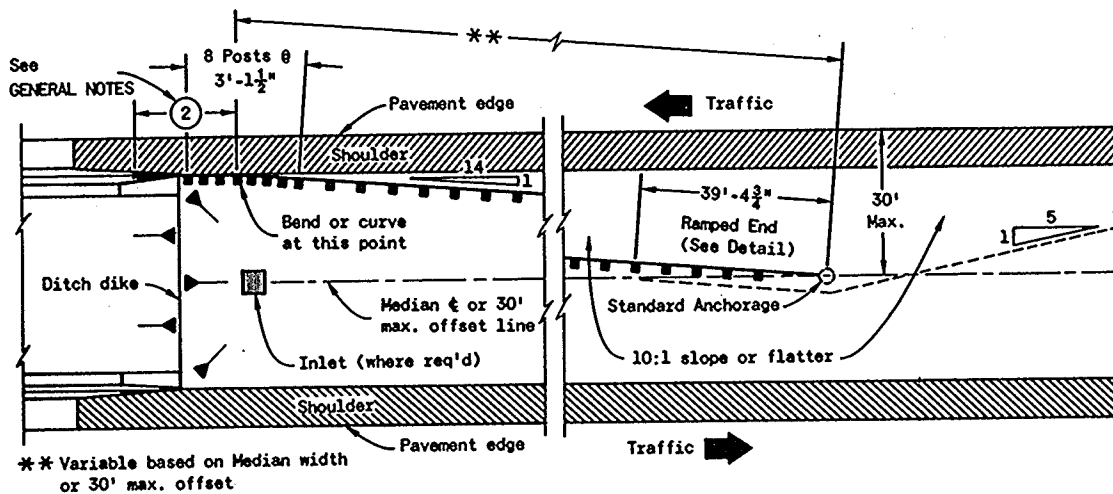 **
8 Posts @
3'-1½"
See
GENERAL NOTES
2
Pavement edge
Traffic
Shoulder
14
1
39'-4¾"
30'
Max.
5
1
Bend or curve
at this point
Ramped End
(See Detail)
Ditch dike
Standard Anchorage
Median ℄ or 30'
max. offset line
Inlet (where req'd)
10:1 slope or flatter
Shoulder
Pavement edge
Traffic
** Variable based on Median width
or 30' max. offset